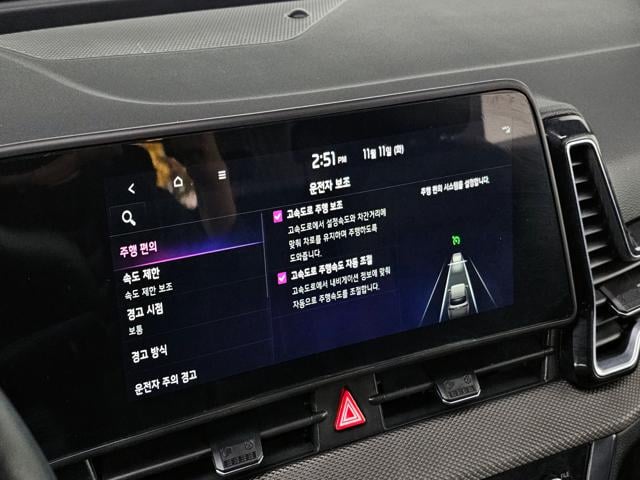 2:51 PM 11월 11일 (화)
운전자 보조
주행 편의
속도 제한
속도 제한 보조
경고 시점
보통
경고 방식
운전자 주의 경고
고속도로 주행 보조
고속도로에서 설정속도와 차간거리에
맞춰 차로를 유지하며 주행하도록
도와줍니다.
고속도로 주행속도 자동 조절
고속도로에서 내비게이션 정보에 맞춰
자동으로 주행속도를 조절합니다.
주행 편의 시스템을 설정합니다.